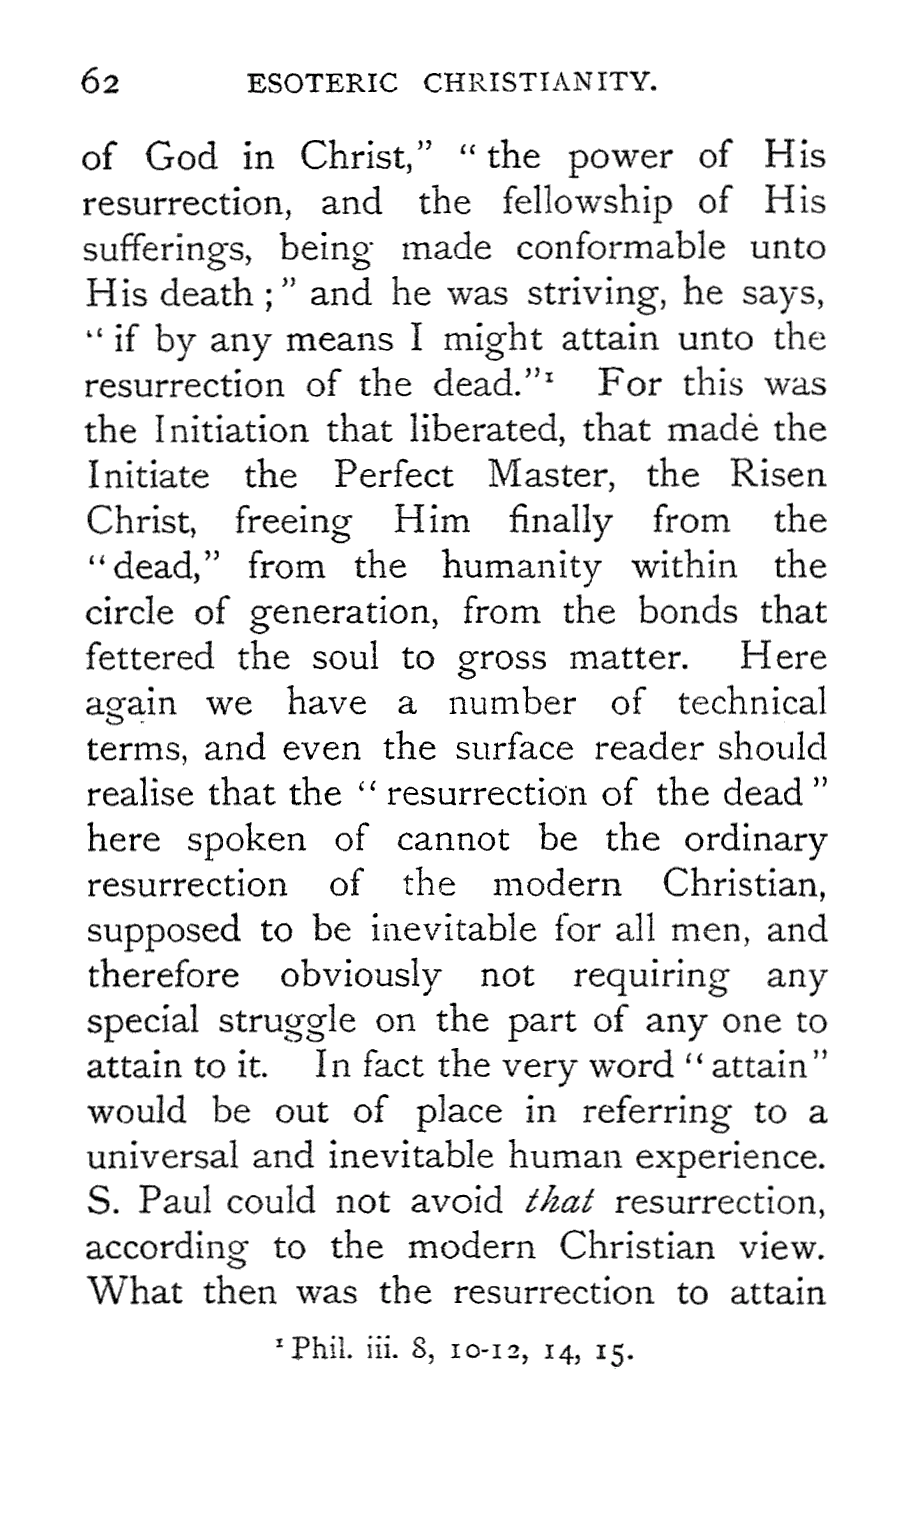 62 ESOTERIC CHRISTIANITY.
of God in Christ,” “ the power of His
resurrection, and the fellowship of His
sufferings, being made conformable unto
His death ; ” and he was striving, he says,
“ if by any means I might attain unto the
resurrection of the dead.”¹ For this was
the Initiation that liberated, that made the
Initiate the Perfect Master, the Risen
Christ, freeing Him finally from the
“ dead,” from the humanity within the
circle of generation, from the bonds that
fettered the soul to gross matter. Here
again we have a number of technical
terms, and even the surface reader should
realise that the “ resurrection of the dead ”
here spoken of cannot be the ordinary
resurrection of the modern Christian,
supposed to be inevitable for all men, and
therefore obviously not requiring any
special struggle on the part of any one to
attain to it. In fact the very word “ attain ”
would be out of place in referring to a
universal and inevitable human experience.
S. Paul could not avoid that resurrection,
according to the modern Christian view.
What then was the resurrection to attain
¹ Phil. iii. 8, 10-12, 14, 15.